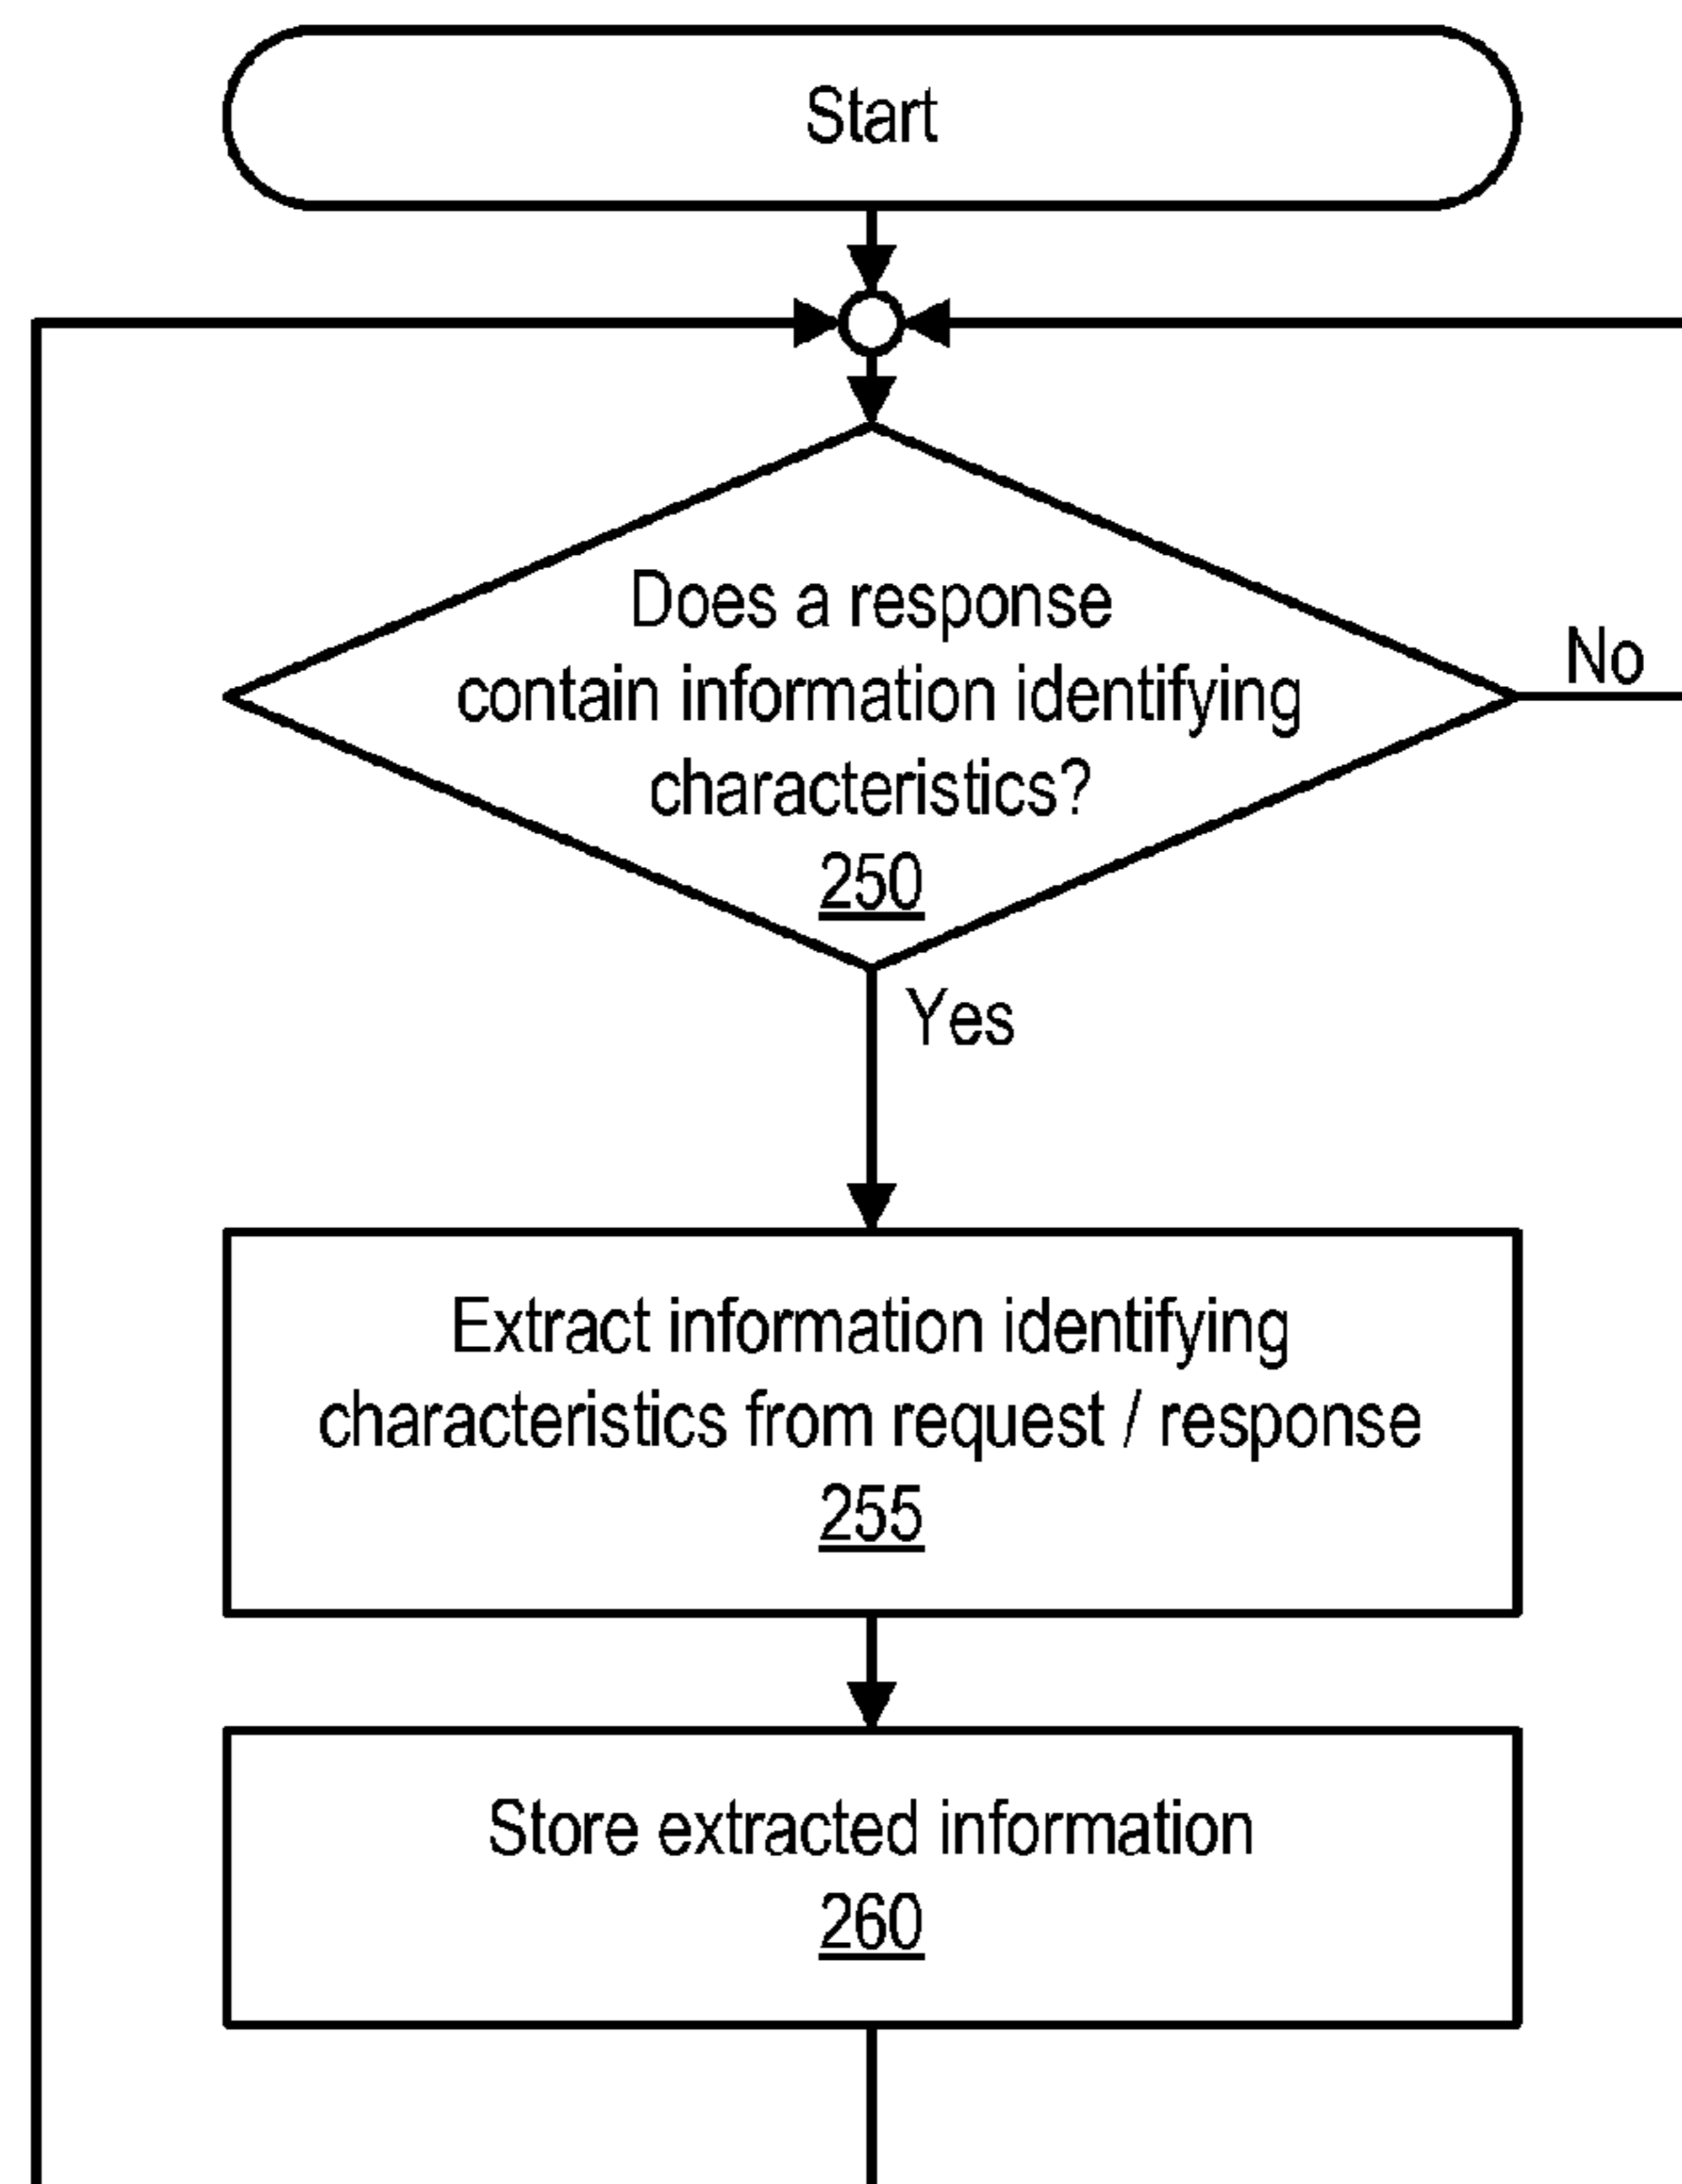 Start
Does a response
contain information identifying
characteristics?
250
No
Yes
Extract information identifying
characteristics from request / response
255
Store extracted information
260